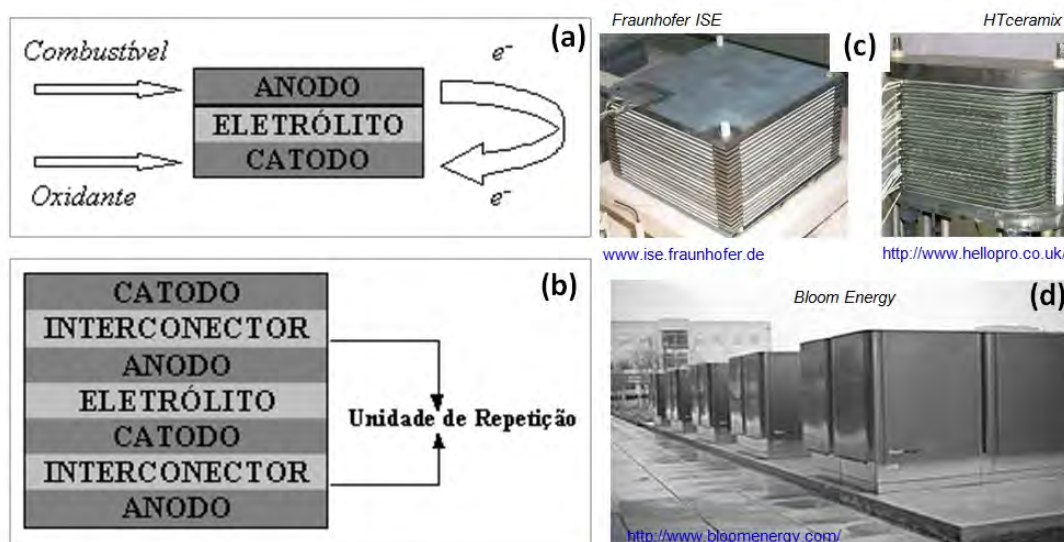 (a)
Combustível
e-
ANODO
ELETRÓLITO
CATODO
Oxidante
e-
(b)
CATODO
INTERCONECTOR
ANODO
ELETRÓLITO
CATODO
INTERCONECTOR
ANODO
Unidade de Repetição
Fraunhofer ISE
(c)
HTceramix
www.ise.fraunhofer.de
http://www.hellopro.co.uk/
Bloom Energy
(d)
http://www.bloomenergy.com/